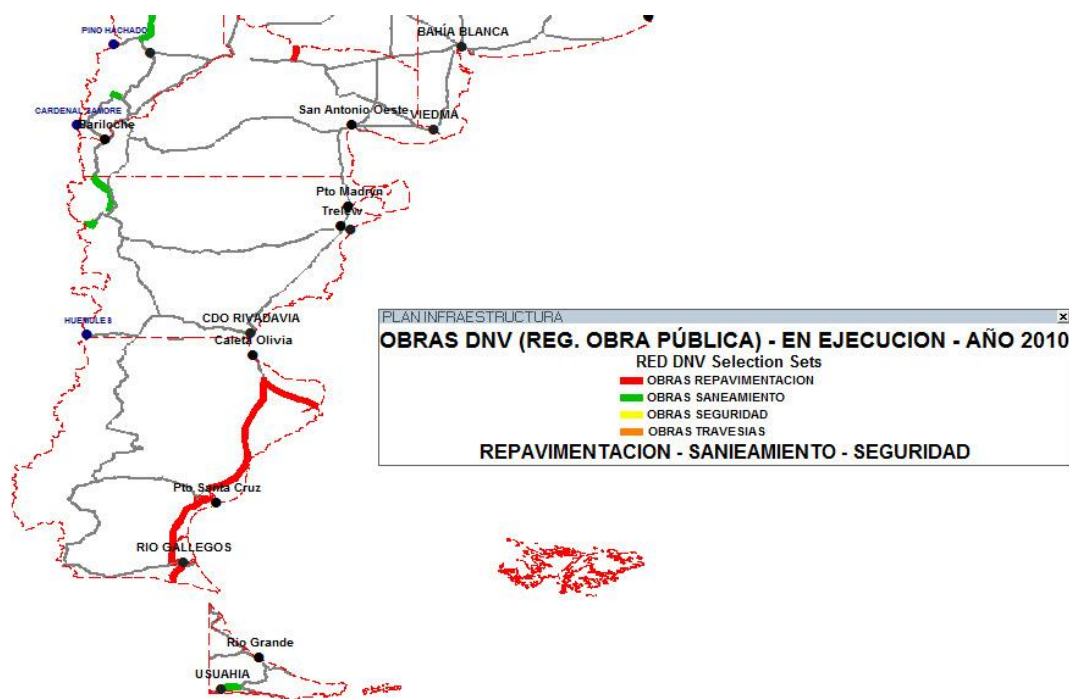 PINO HACHADO
BAHÍA BLANCA
CARDENAL SAMORE
Bariloche
San Antonio Oeste
VIEDMA
Pto Madryn
Trelew
HUEMULES
CDO RIVADAVIA
Caleta Olivia
PLAN INFRAESTRUCTURA
OBRAS DNV (REG. OBRA PÚBLICA) - EN EJECUCION - AÑO 2010
RED DNV Selection Sets
OBRAS REPAVIMENTACION
OBRAS SANEAMIENTO
OBRAS SEGURIDAD
OBRAS TRAVESIAS
REPAVIMENTACION - SANIEAMIENTO - SEGURIDAD
Pto Santa Cruz
RIO GALLEGOS
Rio Grande
USUAHIA